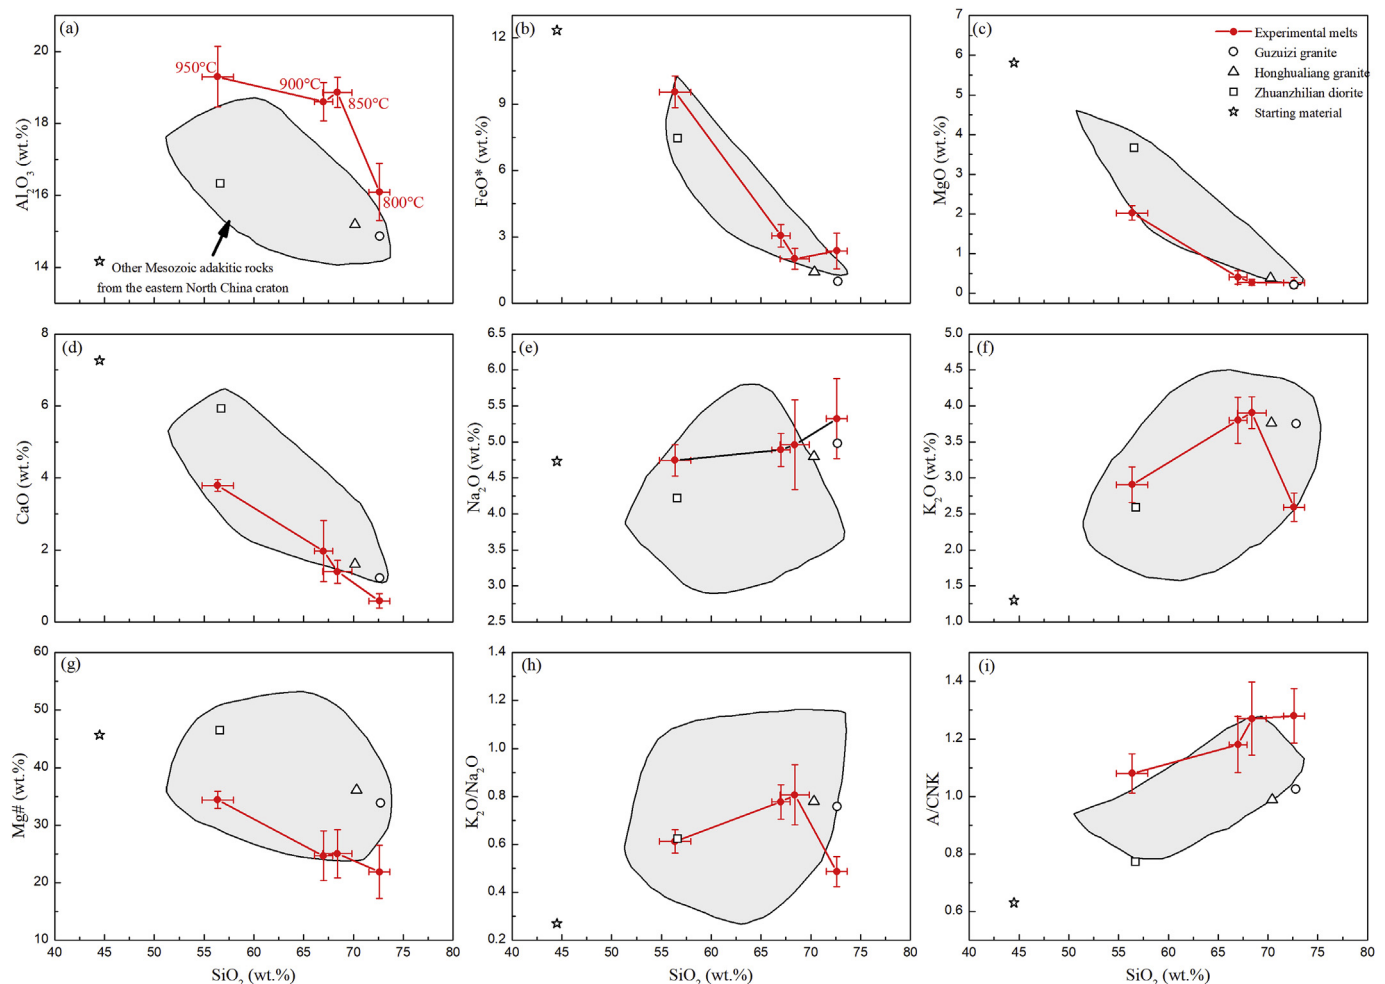 (a)
20
18
16
14
Al₂O₃ (wt.%)
950°C
900°C
850°C
800°C
Other Mesozoic adakitic rocks
from the eastern North China craton
(b)
12
9
6
3
0
FeO* (wt.%)
(c)
7
6
5
4
3
2
1
0
MgO (wt.%)
Experimental melts
Guzuizi granite
Honghualiang granite
Zhuanzhilian diorite
Starting material
(d)
8
6
4
2
0
CaO (wt.%)
(e)
6.5
6.0
5.5
5.0
4.5
4.0
3.5
3.0
2.5
Na₂O (wt.%)
(f)
5.0
4.5
4.0
3.5
3.0
2.5
2.0
1.5
1.0
K₂O (wt.%)
(g)
60
50
40
30
20
10
Mg# (wt.%)
40 45 50 55 60 65 70 75 80
SiO₂ (wt.%)
(h)
1.4
1.2
1.0
0.8
0.6
0.4
0.2
K₂O/Na₂O
40 45 50 55 60 65 70 75 80
SiO₂ (wt.%)
(i)
1.4
1.2
1.0
0.8
0.6
A/CNK
40 45 50 55 60 65 70 75 80
SiO₂ (wt.%)